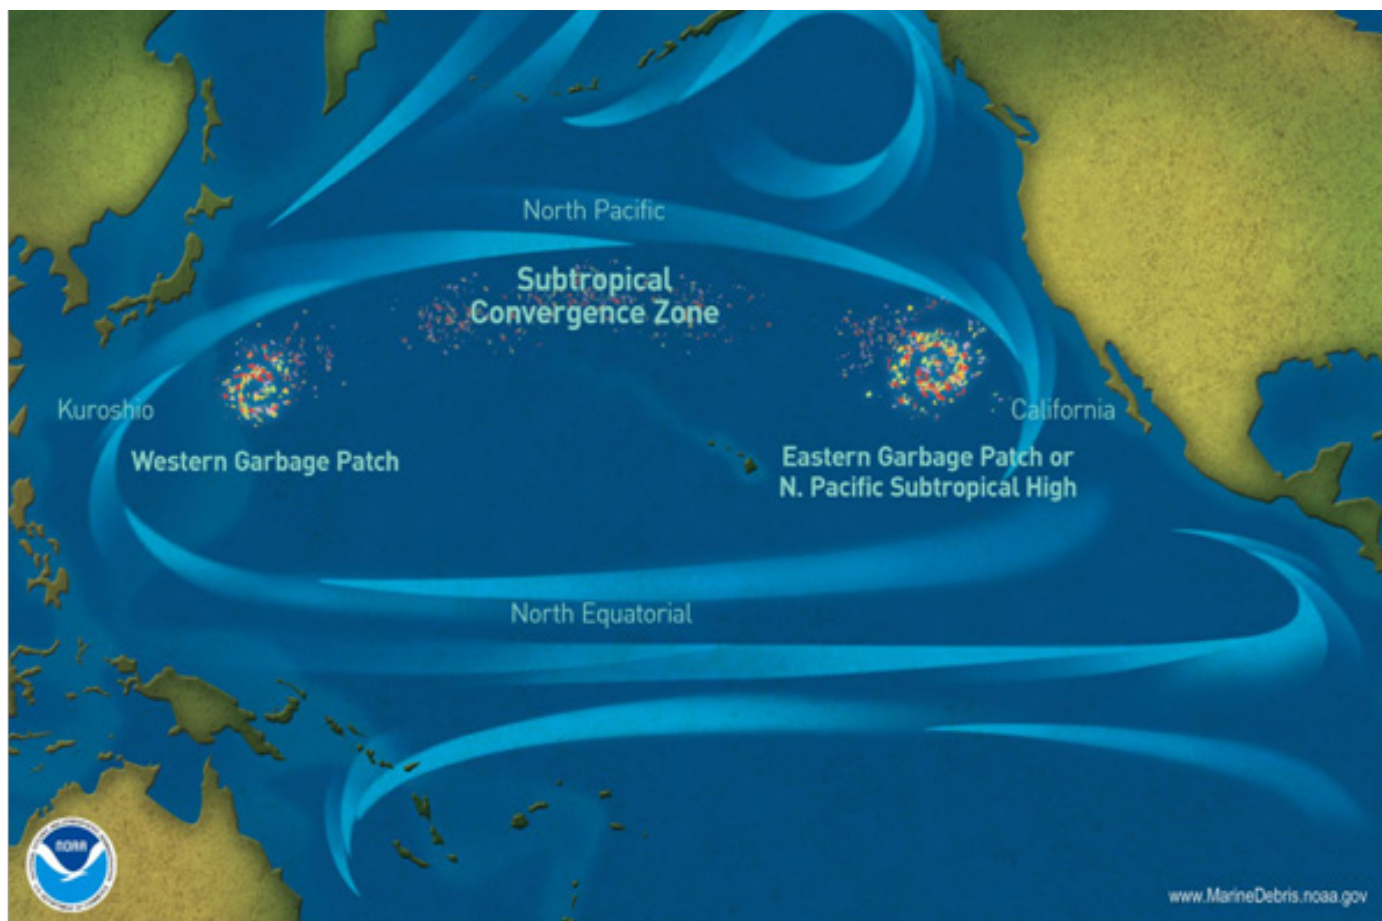 North Pacific
Subtropical
Convergence Zone
Kuroshio
California
Western Garbage Patch
Eastern Garbage Patch or
N. Pacific Subtropical High
North Equatorial
NOAA
www.MarineDebris.noaa.gov